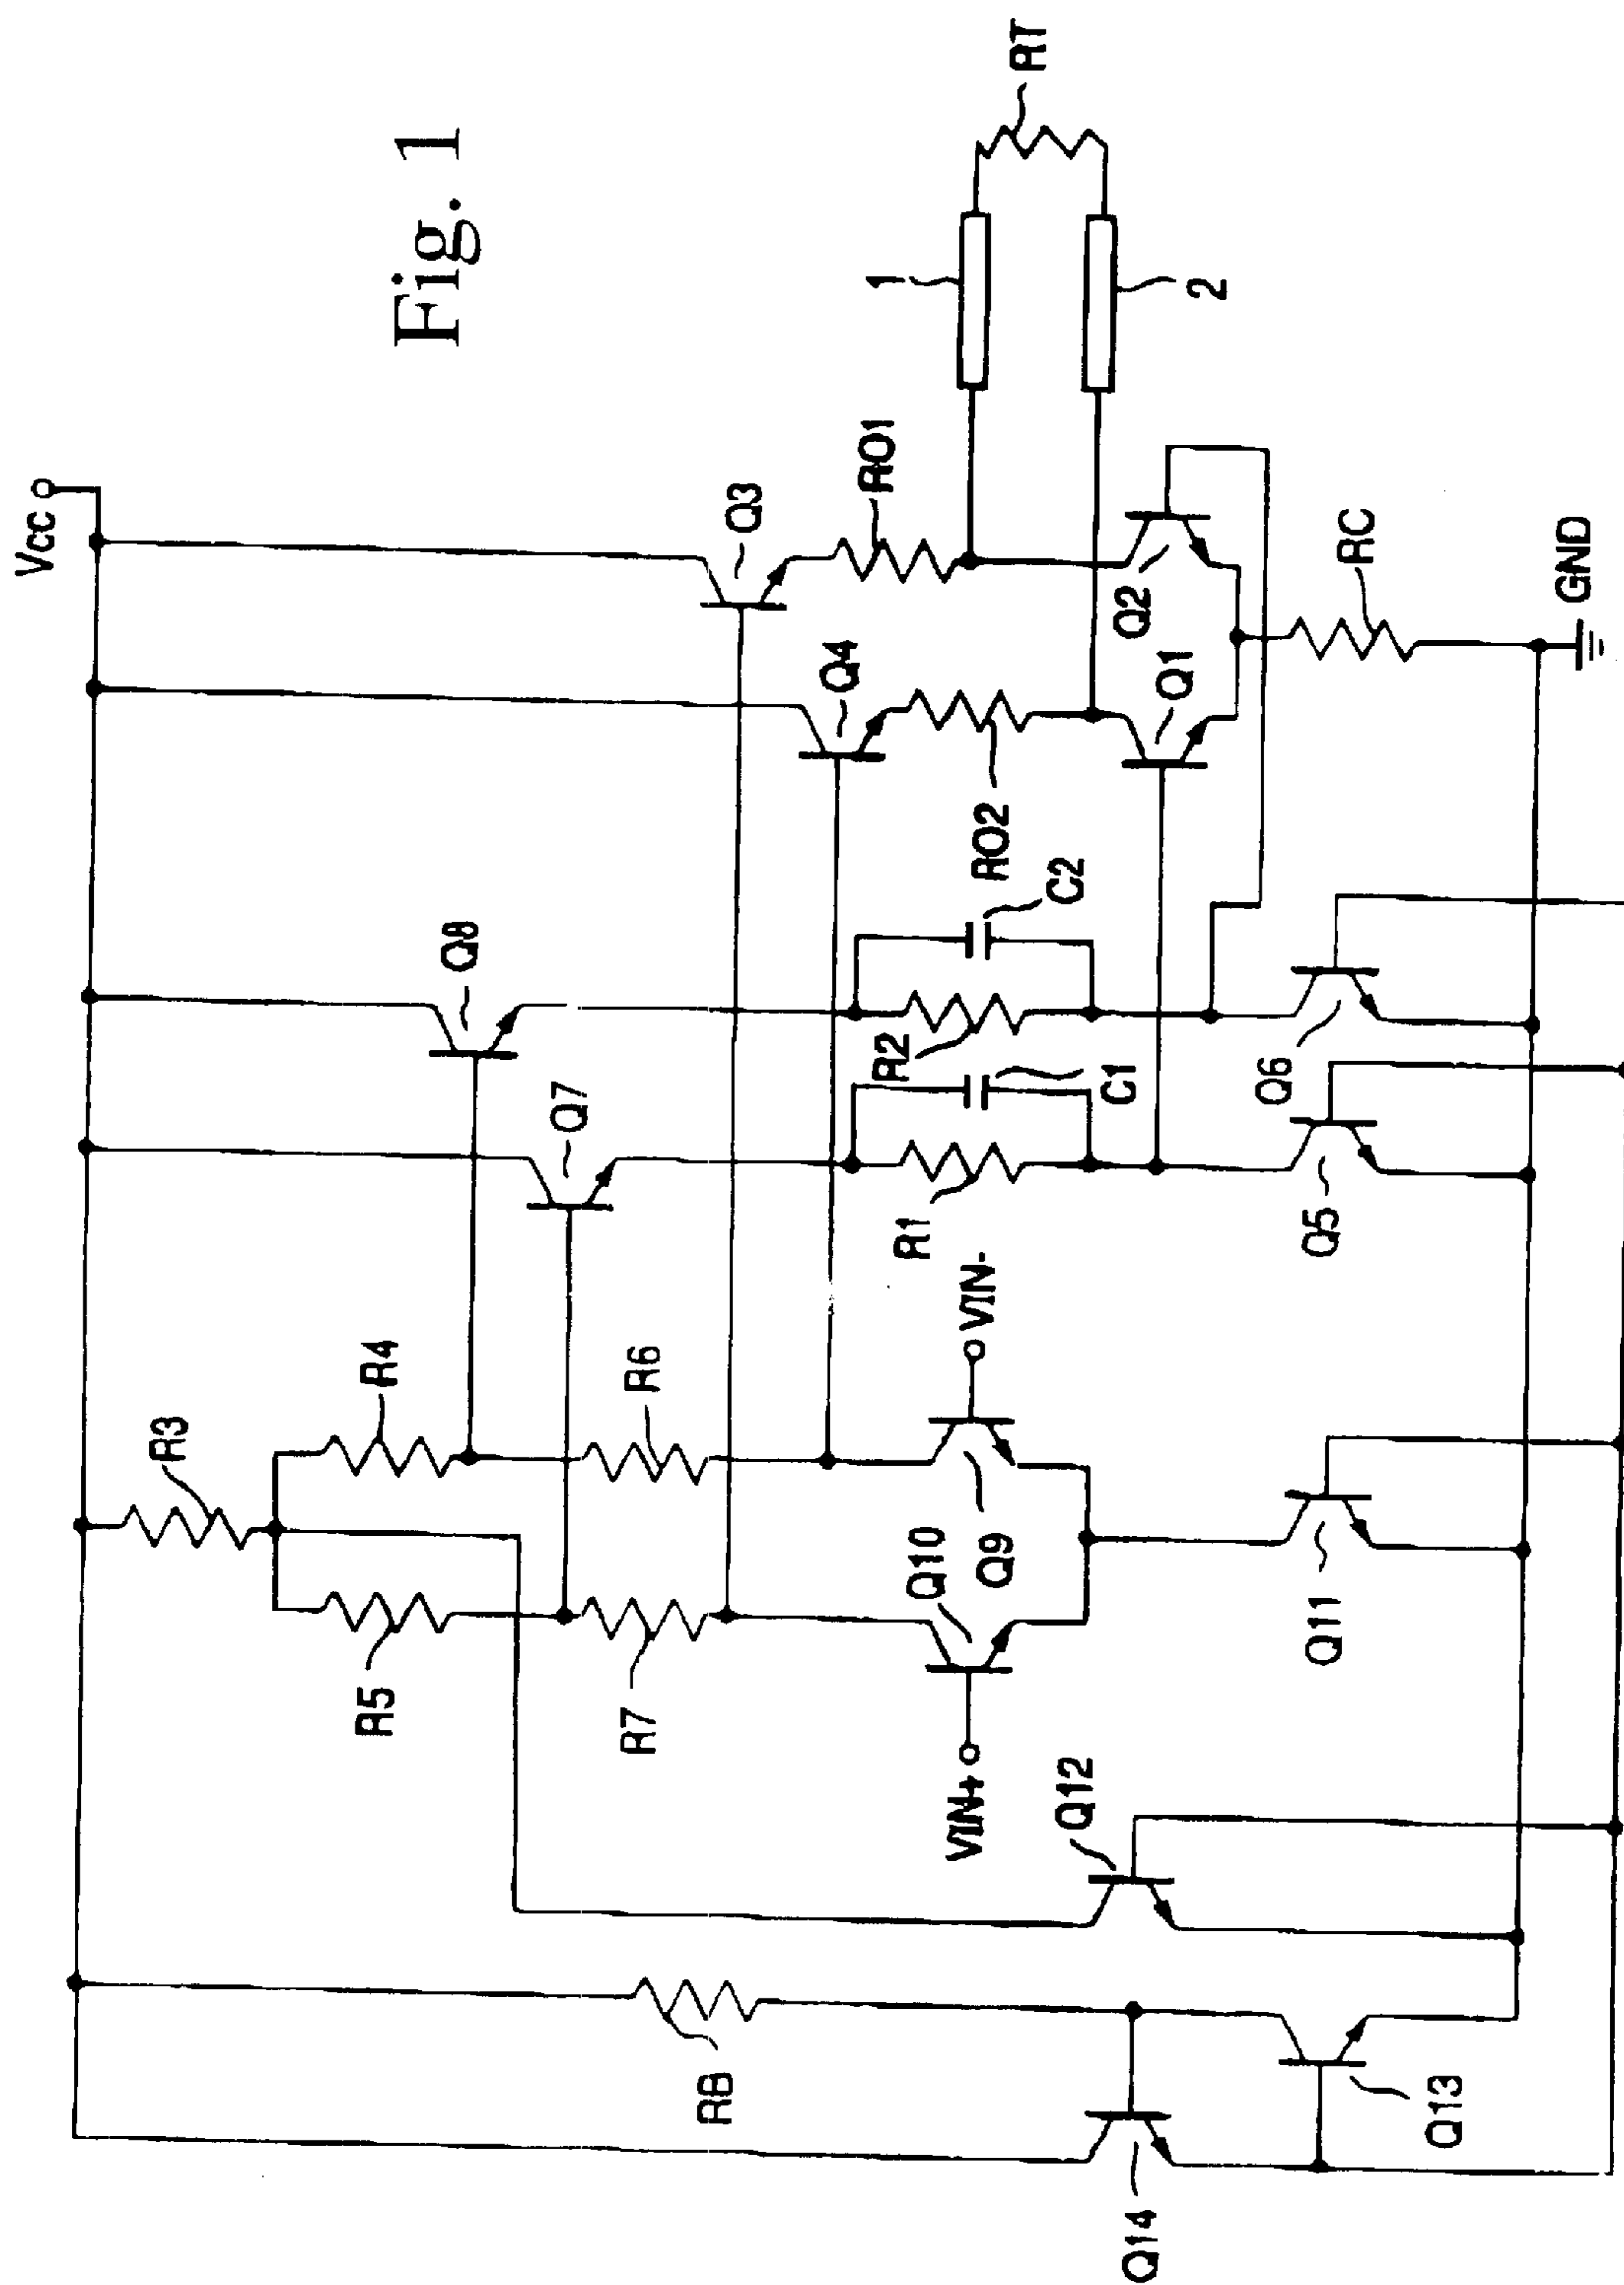 Fig. 1
Vcc
RB
Q14
Q13
Q12
R3
R5
R4
R7
R6
VIN+
Q10
Q9
VIN-
Q11
Q8
Q7
R1
C1
R2
C2
Q5
Q6
Q4
Q3
RO2
RO1
Q1
Q2
RC
GND
1
2
RT